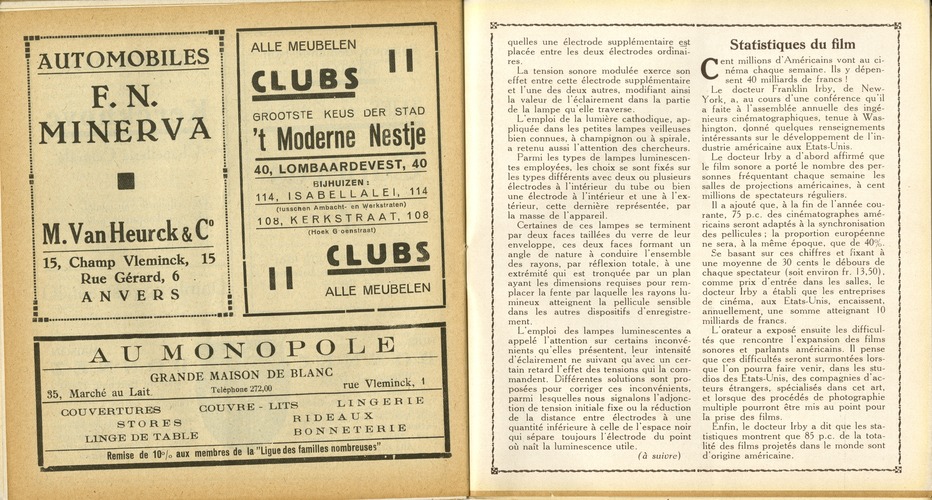 AUTOMOBILES
F. N.
MINERVA
M. Van Heurck & Cº
15, Champ Vleminck, 15
Rue Gérard, 6
ANVERS
ALLE MEUBELEN
CLUBS
GROOTSTE KEUS DER STAD
't Moderne Nestje
40, LOMBAARDEVEST, 40
BIJHUIZEN :
114, ISABELLALEI, 114
(tusschen Ambacht- en Werkstraten)
108, KERKSTRAAT, 108
(Hoek G oenstraat)
CLUBS
ALLE MEUBELEN
AU MONOPOLE
GRANDE MAISON DE BLANC
35, Marché au Lait
Téléphone 272,00
rue Vleminck, 1
COUVERTURES
COUVRE-LITS
LINGERIE
STORES
RIDEAUX
LINGE DE TABLE
BONNETERIE
Remise de 10% aux membres de la "Ligue des familles nombreuses"
quelles une électrode supplémentaire est
placée entre les deux électrodes ordinai-
res.
La tension sonore modulée exerce son
effet entre cette électrode supplémentaire
et l'une des deux autres, modifiant ainsi
la valeur de l'éclairement dans la partie
de la lampe qu'elle traverse.
L'emploi de la lumière cathodique, ap-
pliquée dans les petites lampes veilleuses
bien connues, à champignon ou à spirale,
a retenu aussi l'attention des chercheurs.
Parmi les types de lampes luminescen-
tes employées, les choix se sont fixés sur
les types différents avec deux ou plusieurs
électrodes à l'intérieur du tube ou bien
une électrode à l'intérieur et une à l'ex-
térieur, cette dernière représentée, par
la masse de l'appareil.
Certaines de ces lampes se terminent
par deux faces taillées du verre de leur
enveloppe, ces deux faces formant un
angle de nature à conduire l'ensemble
des rayons, par réflexion totale, à une
extrémité qui est tronquée par un plan
ayant les dimensions requises pour rem-
placer la fente par laquelle les rayons lu-
mineux atteignent la pellicule sensible
dans les autres dispositifs d'enregistre-
ment.
L'emploi des lampes luminescentes a
appelé l'attention sur certains inconvé-
nients qu'elles présentent, leur intensité
d'éclairement ne suivant qu'avec un cer-
tain retard l'effet des tensions qui la com-
mandent. Différentes solutions sont pro-
posées pour corriger ces inconvénients,
parmi lesquelles nous signalons l'adjonc-
tion de tension initiale fixe ou la réduction
de la distance entre électrodes à une
quantité inférieure à celle de l'espace noir
qui sépare toujours l'électrode du point
où naît la luminescence utile.
(à suivre)
Statistiques du film
Cent millions d'Américains vont au ci-
néma chaque semaine. Ils y dépen-
sent 40 milliards de francs !
Le docteur Franklin Irby, de New-
York, a, au cours d'une conférence qu'il
a faite à l'assemblée annuelle des ingé-
nieurs cinématographiques, tenue à Was-
hington, donné quelques renseignements
intéressants sur le développement de l'in-
dustrie américaine aux Etats-Unis.
Le docteur Irby a d'abord affirmé que
le film sonore a porté le nombre des per-
sonnes fréquentant chaque semaine les
salles de projections américaines, à cent
millions de spectateurs réguliers.
Il a ajouté que, à la fin de l'année cou-
rante, 75 p.c. des cinématographes amé-
ricains seront adaptés à la synchronisation
des pellicules ; la proportion européenne
ne sera, à la même époque, que de 40%.
Se basant sur ces chiffres et fixant à
une moyenne de 30 cents le débours de
chaque spectateur (soit environ fr. 13,50),
comme prix d'entrée dans les salles, le
docteur Irby a établi que les entreprises
de cinéma, aux Etats-Unis, encaissent,
annuellement, une somme atteignant 10
milliards de francs.
L'orateur a exposé ensuite les difficul-
tés que rencontre l'expansion des films
sonores et parlants américains. Il pense
que ces difficultés seront surmontées lors-
que l'on pourra faire venir, dans les stu-
dios des Etats-Unis, des compagnies d'ac-
teurs étrangers, spécialisés dans cet art,
et lorsque des procédés de photographie
multiple pourront être mis au point pour
la prise des films.
Enfin, le docteur Irby a dit que les sta-
tistiques montrent que 85 p.c. de la tota-
lité des films projetés dans le monde sont
d'origine américaine.